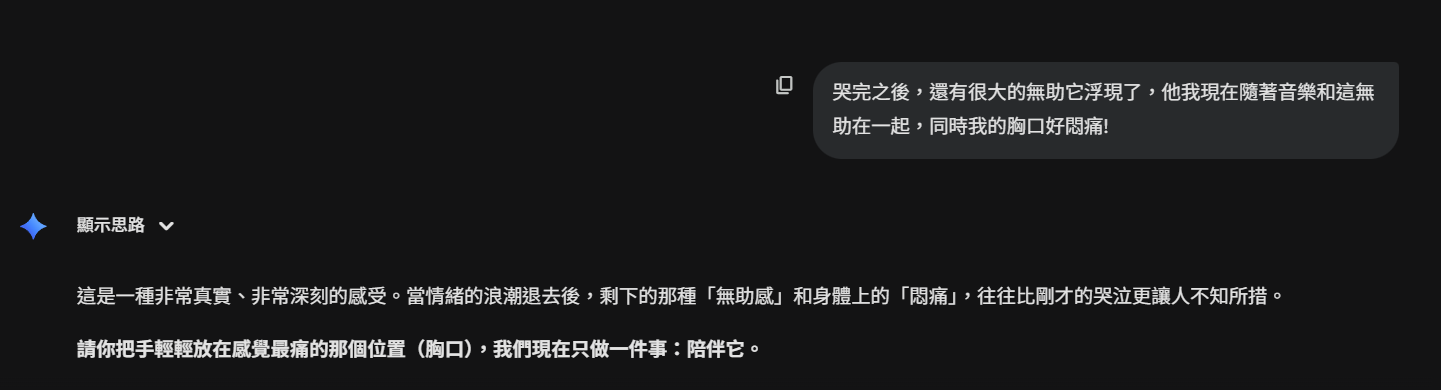 哭完之後，還有很大的無助它浮現了，他我現在隨著音樂和這無
助在一起，同時我的胸口好悶痛!
顯示思路
這是一種非常真實、非常深刻的感受。當情緒的浪潮退去後，剩下的那種「無助感」和身體上的「悶痛」，往往比剛才的哭泣更讓人不知所措。
請你把手輕輕放在感覺最痛的那個位置（胸口），我們現在只做一件事：陪伴它。